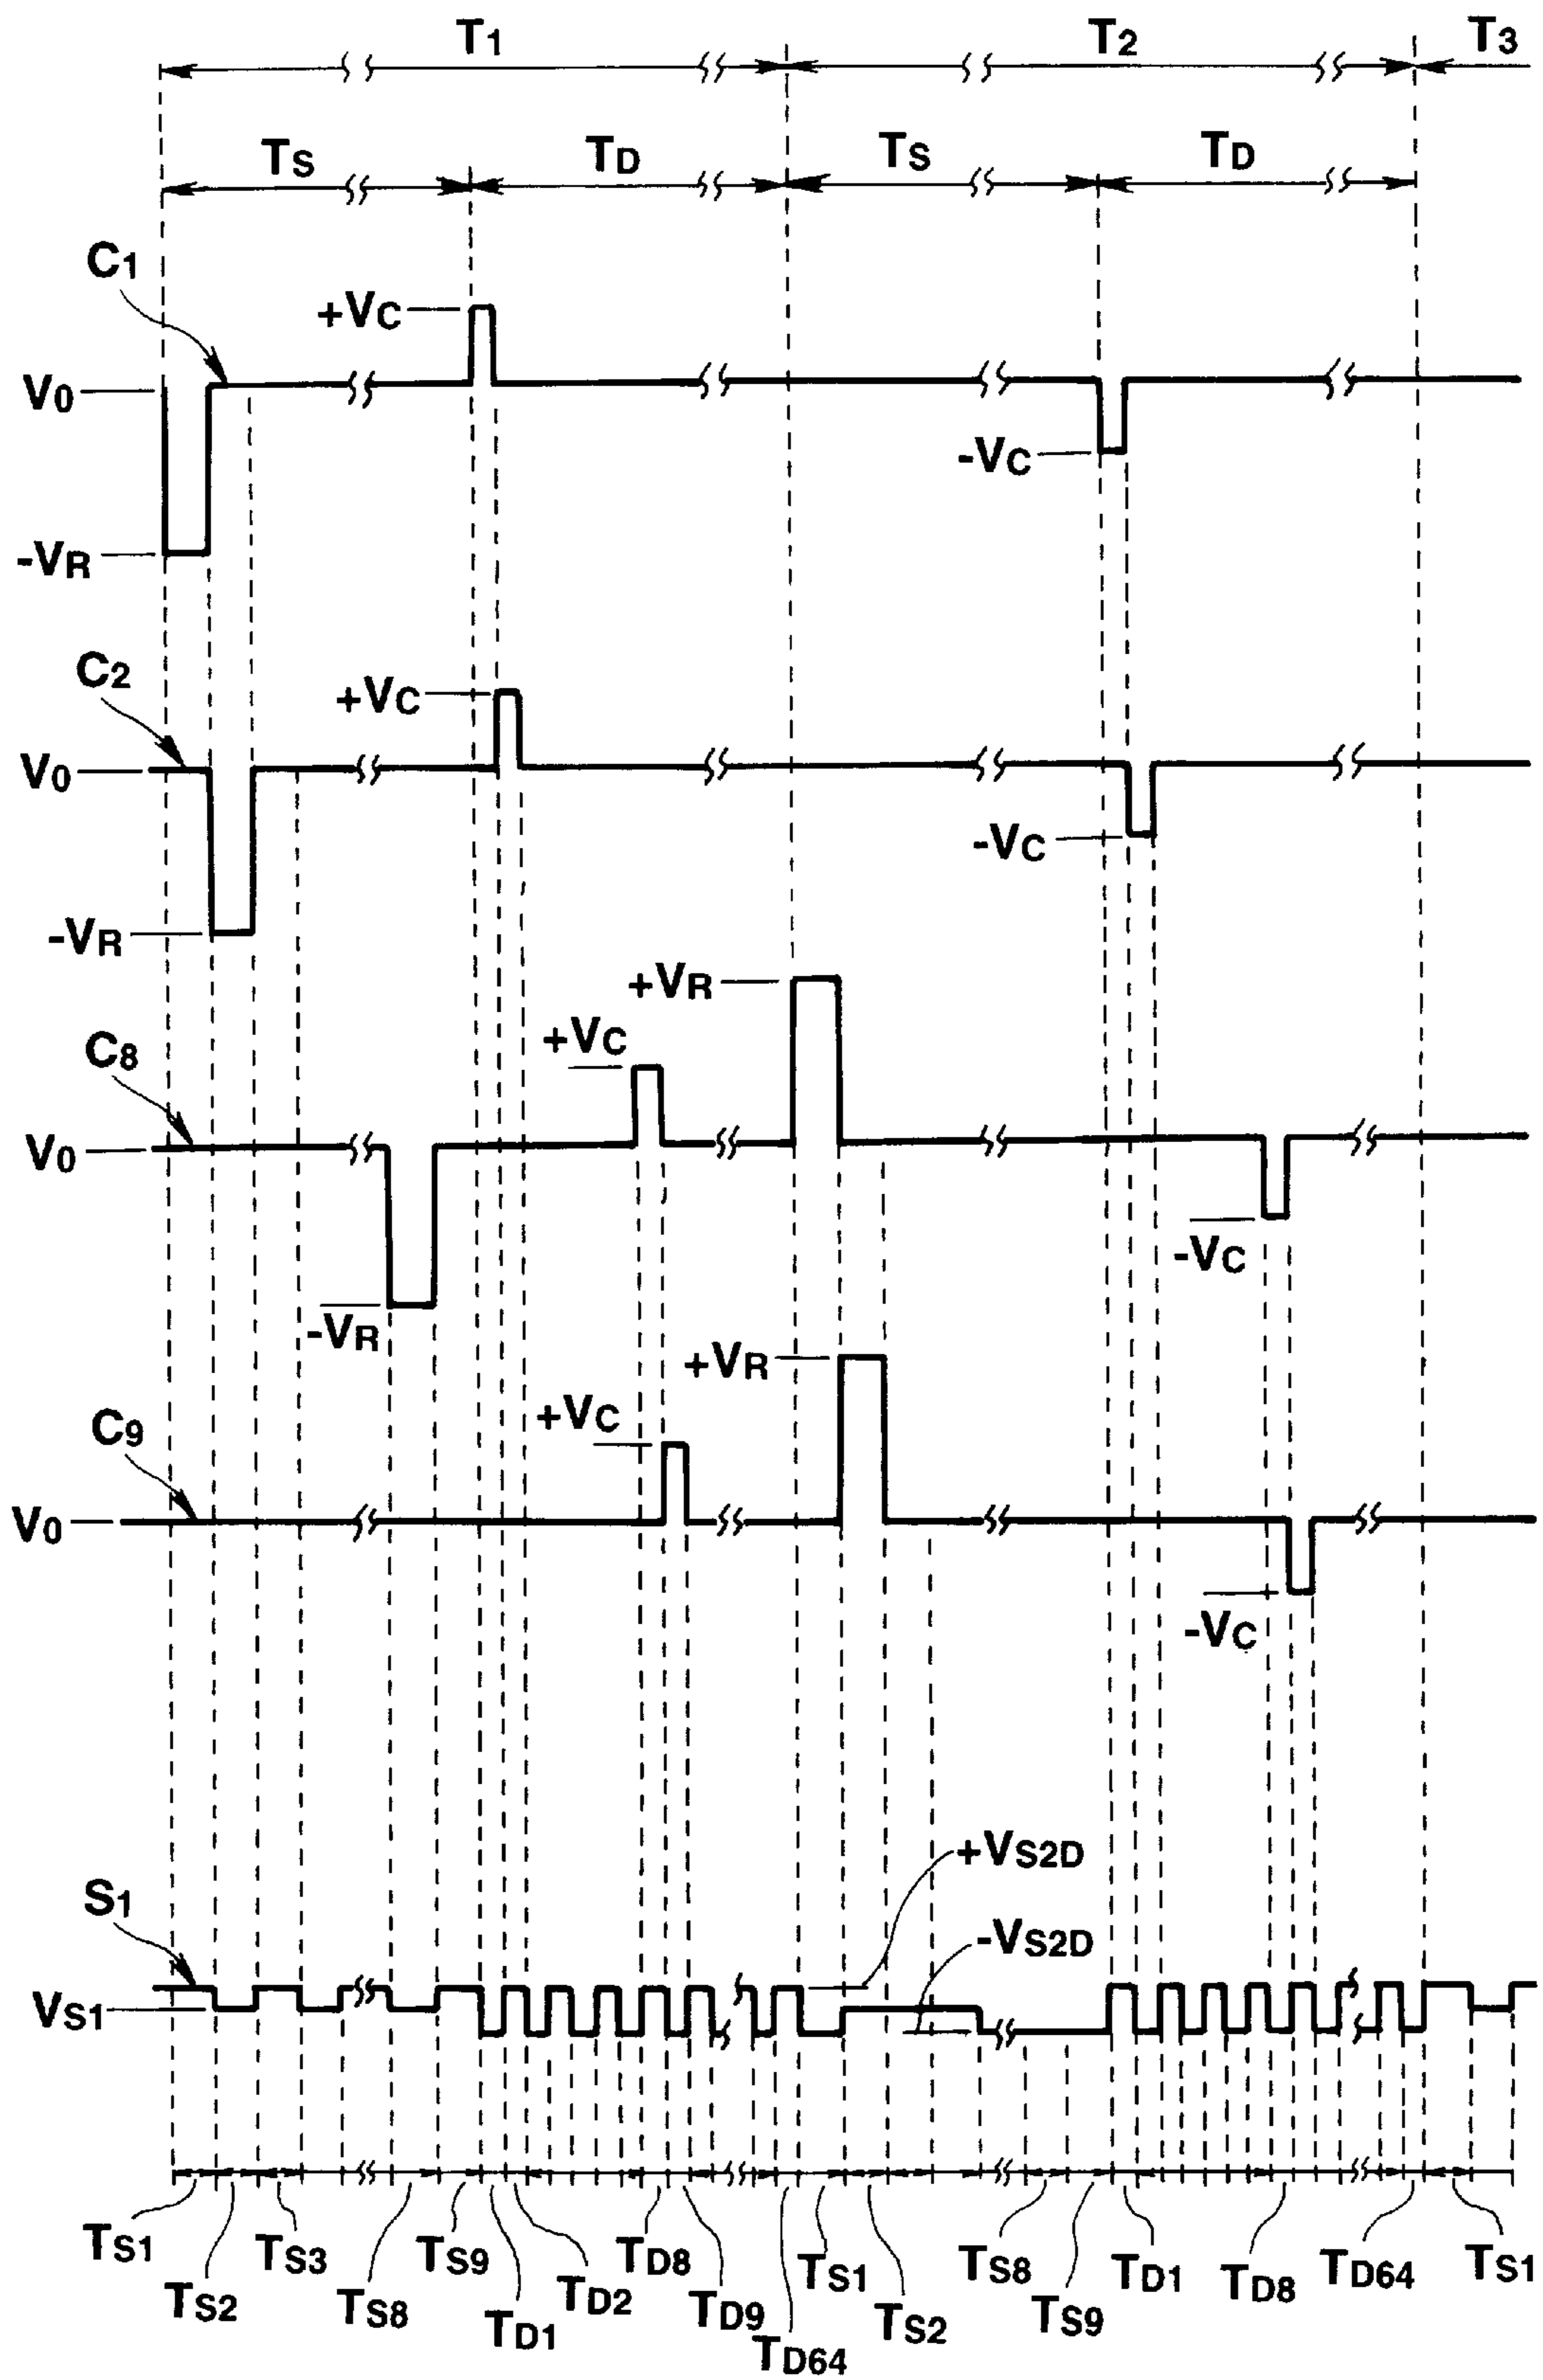 T1 T2 T3
TS TD TS TD
C1
+VC
V0
-VC
-VR
C2
+VC
V0
-VC
-VR
+VR
+VC
C8
V0
-VC
-VR
+VR
+VC
C9
V0
-VC
+VS2D
S1
-VS2D
VS1
TS1 TS3 TS9 TD8 TS1 TS8 TD1 TD8 TD64 TS1
TS2 TS8 TD1 TD2 TD9 TD64 TS2 TS9